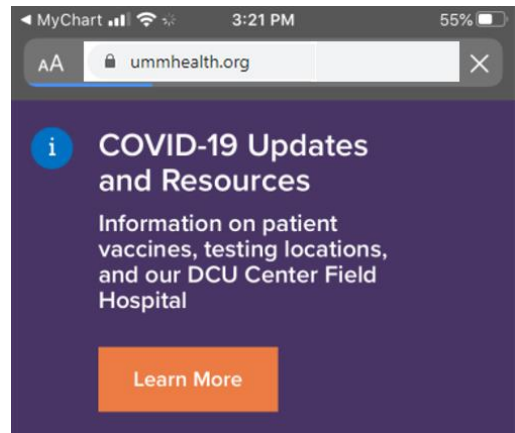 ◀ MyChart 3:21 PM 55%
AA ummhealth.org
i COVID-19 Updates
and Resources
Information on patient
vaccines, testing locations,
and our DCU Center Field
Hospital
Learn More